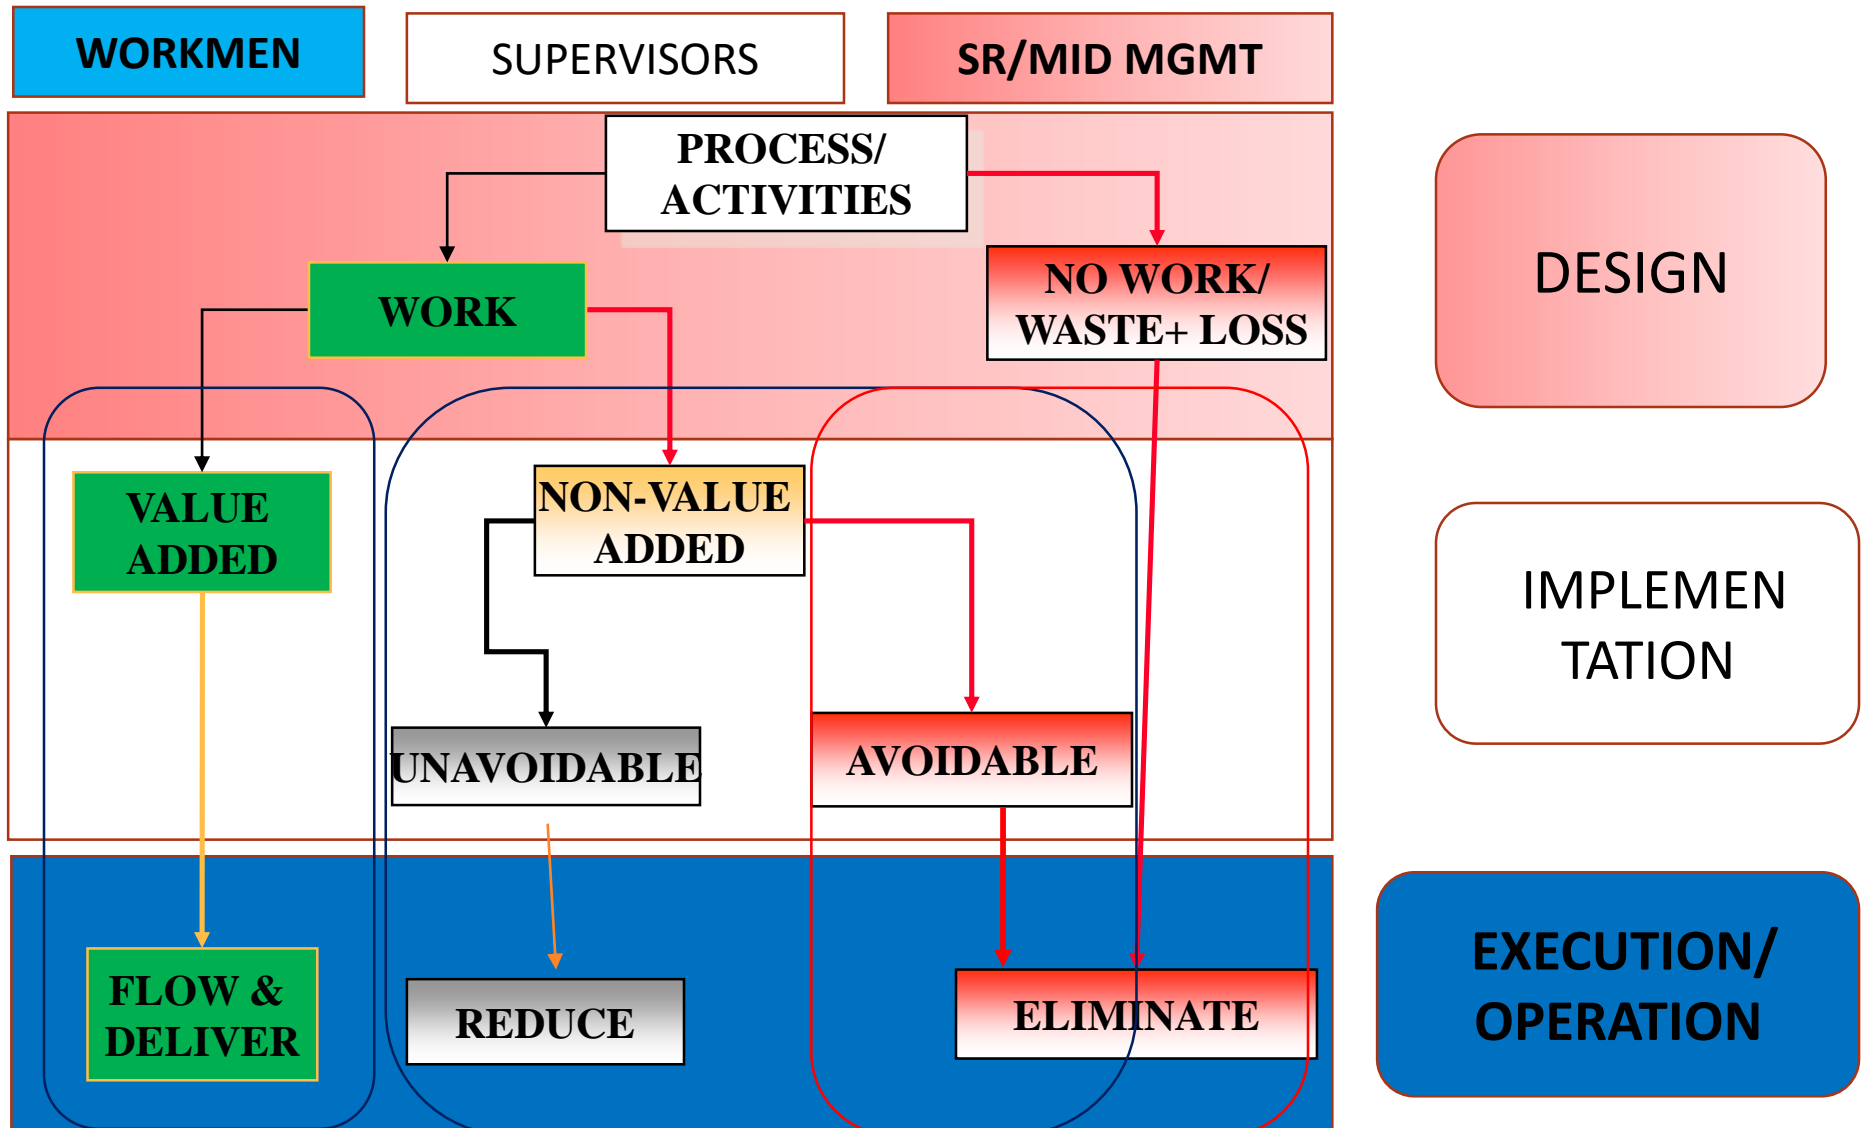 WORKMEN
SUPERVISORS
SR/MID MGMT
PROCESS/
ACTIVITIES
WORK
NO WORK/
WASTE+ LOSS
DESIGN
VALUE
ADDED
NON-VALUE
ADDED
IMPLEMEN
TATION
UNAVOIDABLE
AVOIDABLE
FLOW &
DELIVER
REDUCE
ELIMINATE
EXECUTION/
OPERATION